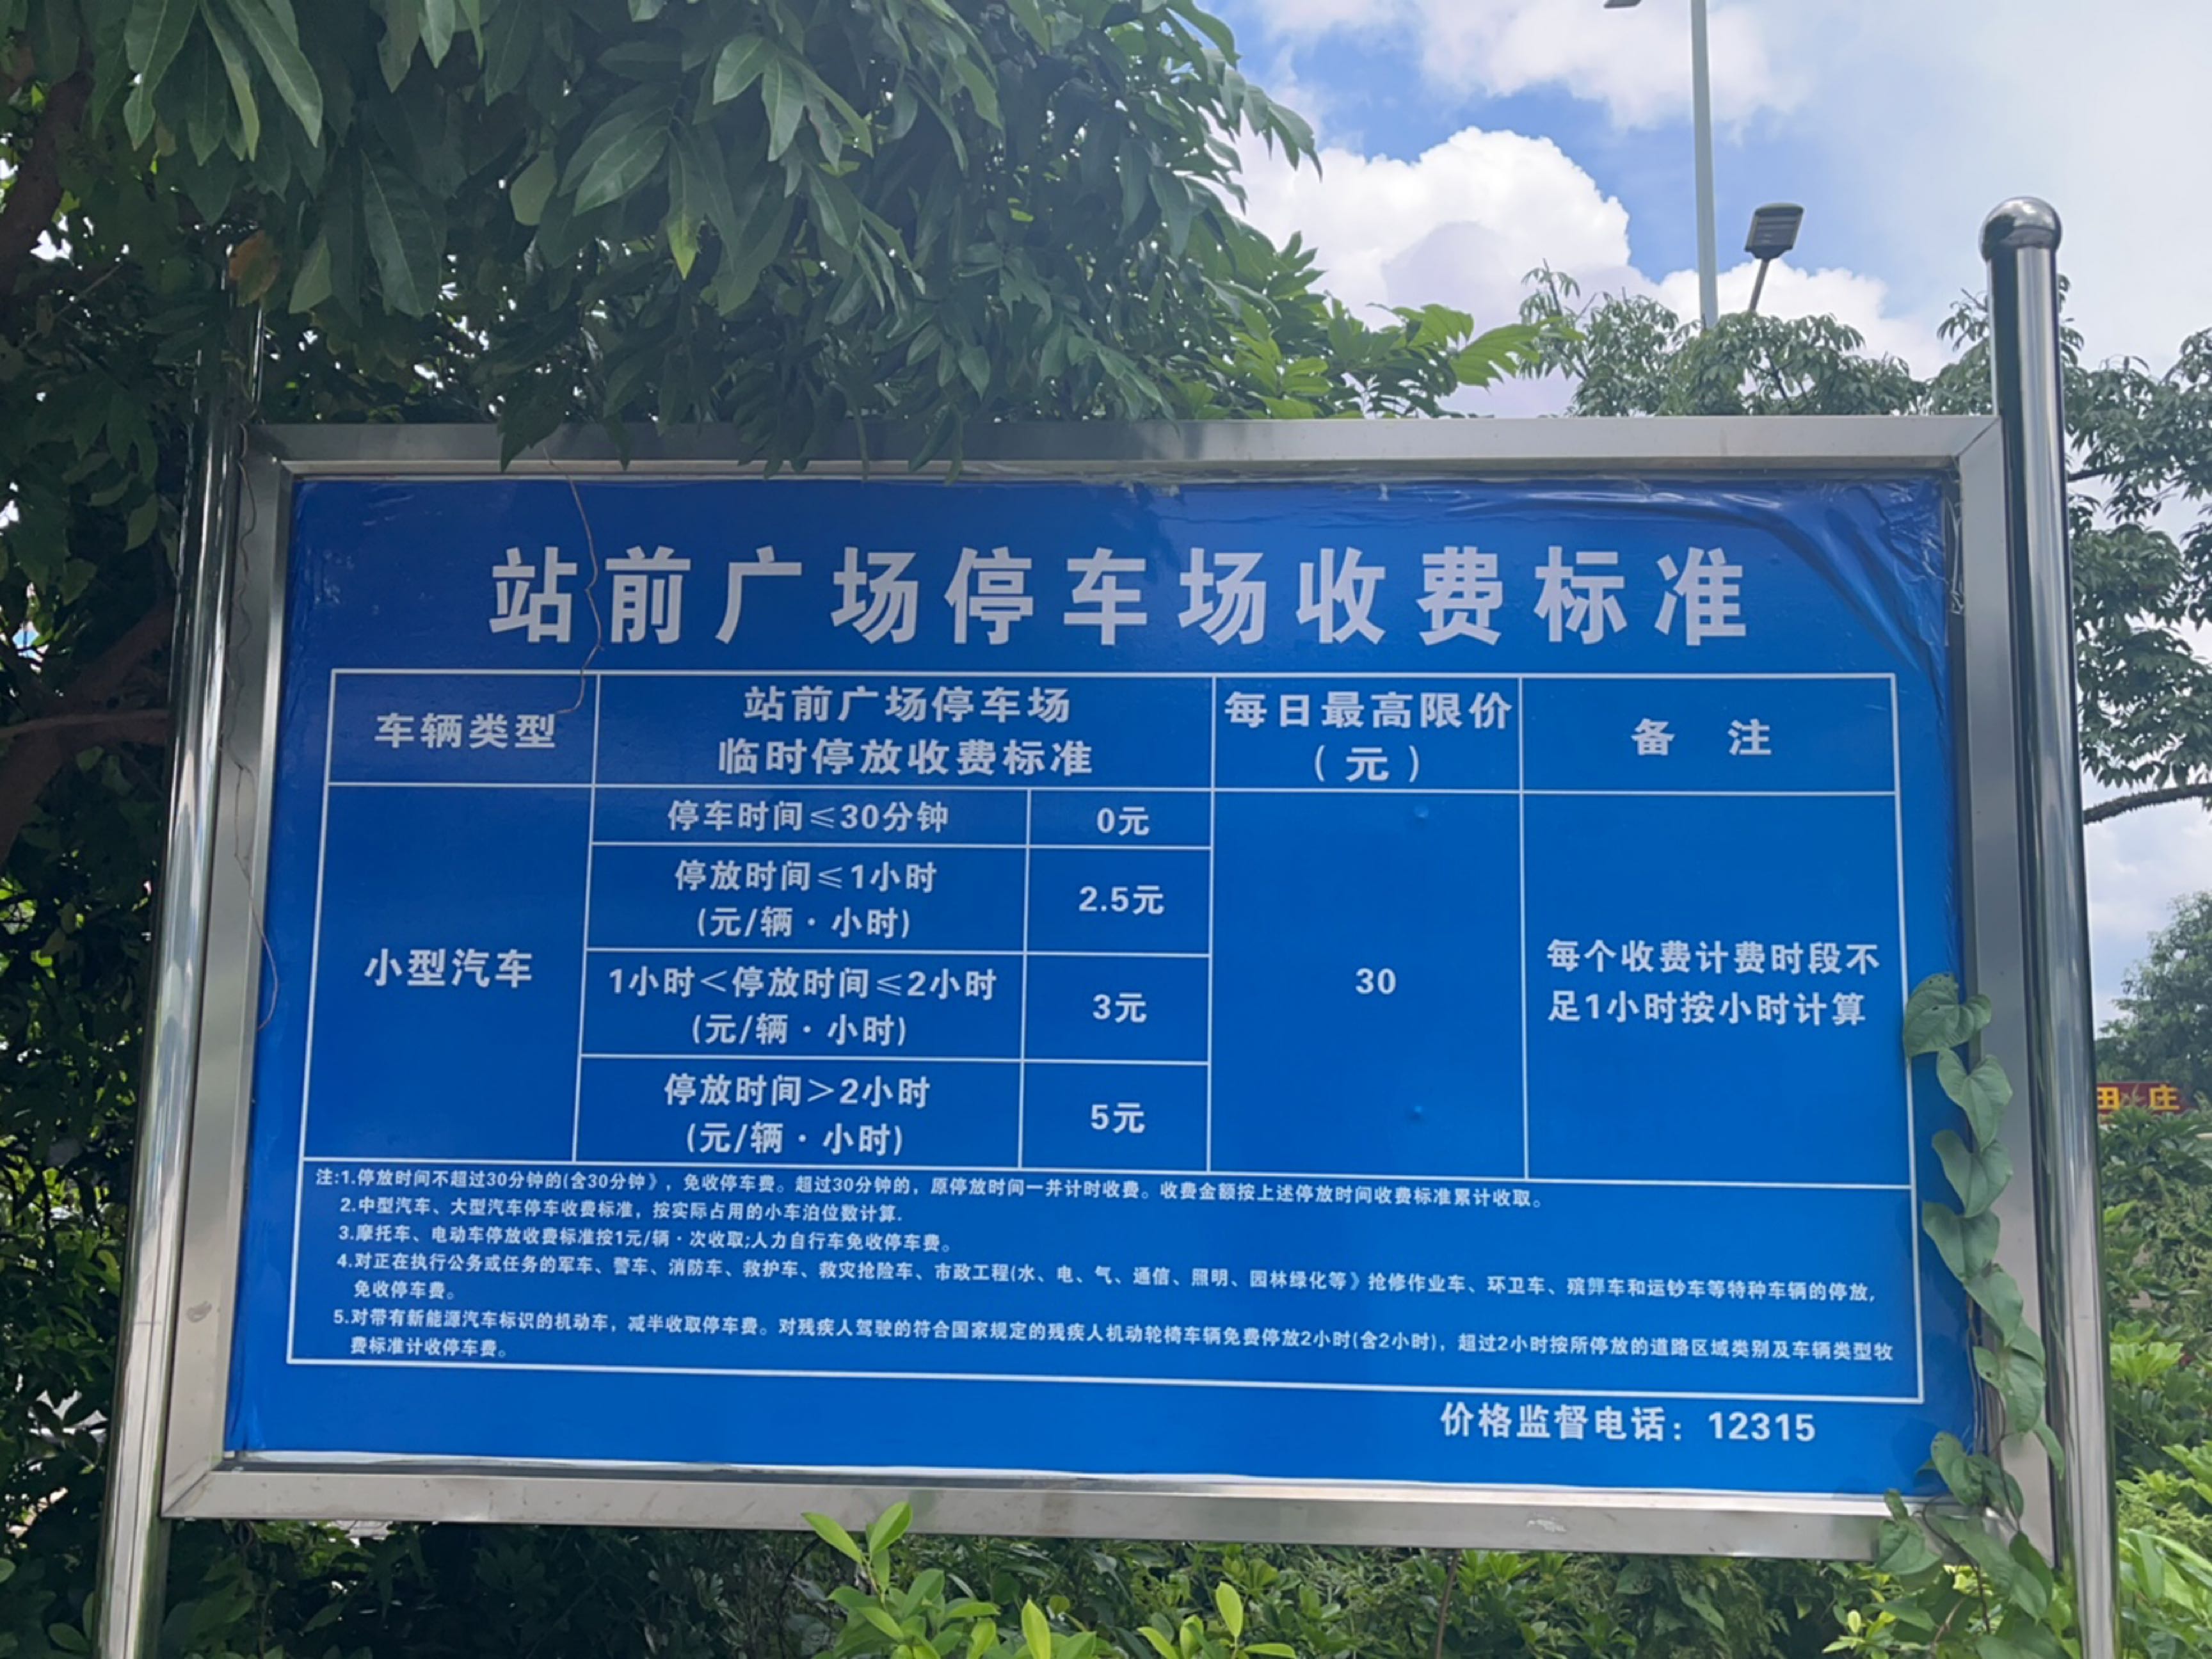 站前广场停车场收费标准
车辆类型
站前广场停车场
临时停放收费标准
每日最高限价
(元)
备 注
小型汽车
停车时间≤30分钟
0元
停放时间≤1小时
(元/辆·小时)
2.5元
1小时<停放时间≤2小时
(元/辆·小时)
3元
停放时间>2小时
(元/辆·小时)
5元
30
每个收费计费时段不
足1小时按小时计算
注:1.停放时间不超过30分钟的(含30分钟》,免收停车费。超过30分钟的,原停放时间一并计时收费。收费金额按上述停放时间收费标准累计收取。
2.中型汽车、大型汽车停车收费标准,按实际占用的小车泊位数计算.
3.摩托车、电动车停放收费标准按1元/辆·次收取;人力自行车免收停车费。
4.对正在执行公务或任务的军车、警车、消防车、救护车、救灾抢险车、市政工程(水、电、气、通信、照明、园林绿化等》抢修作业车、环卫车、殡葬车和运钞车等特种车辆的停放,
免收停车费。
5.对带有新能源汽车标识的机动车,减半收取停车费。对残疾人驾驶的符合国家规定的残疾人机动轮椅车辆免费停放2小时(含2小时),超过2小时按所停放的道路区域类别及车辆类型牧
费标准计收停车费。
价格监督电话:12315
庄